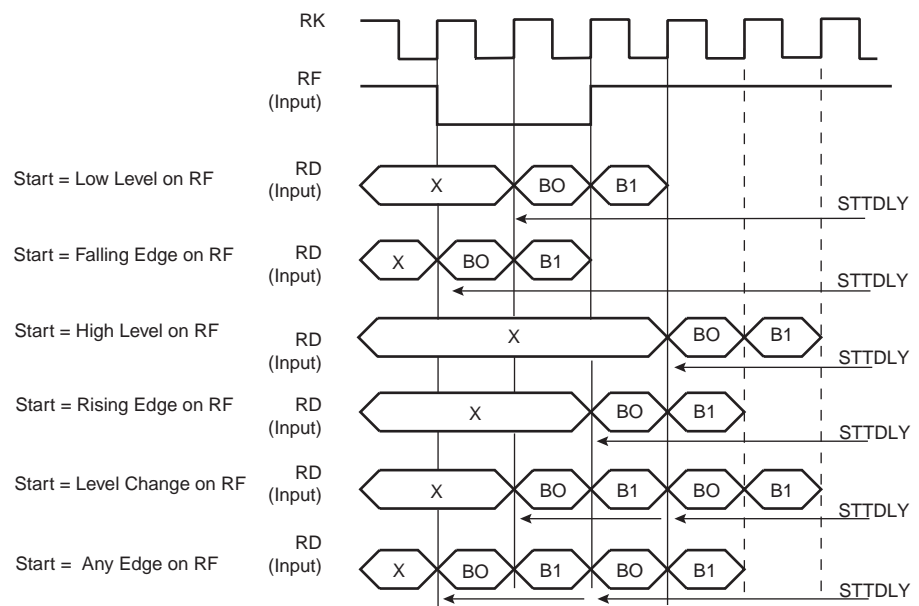 RK
RF
(Input)
Start = Low Level on RF
RD
(Input)
X
BO
B1
STTDLY
Start = Falling Edge on RF
RD
(Input)
X
BO
B1
STTDLY
Start = High Level on RF
RD
(Input)
X
BO
B1
STTDLY
Start = Rising Edge on RF
RD
(Input)
X
BO
B1
STTDLY
Start = Level Change on RF
RD
(Input)
X
BO
B1
BO
B1
STTDLY
Start = Any Edge on RF
RD
(Input)
X
BO
B1
BO
B1
STTDLY